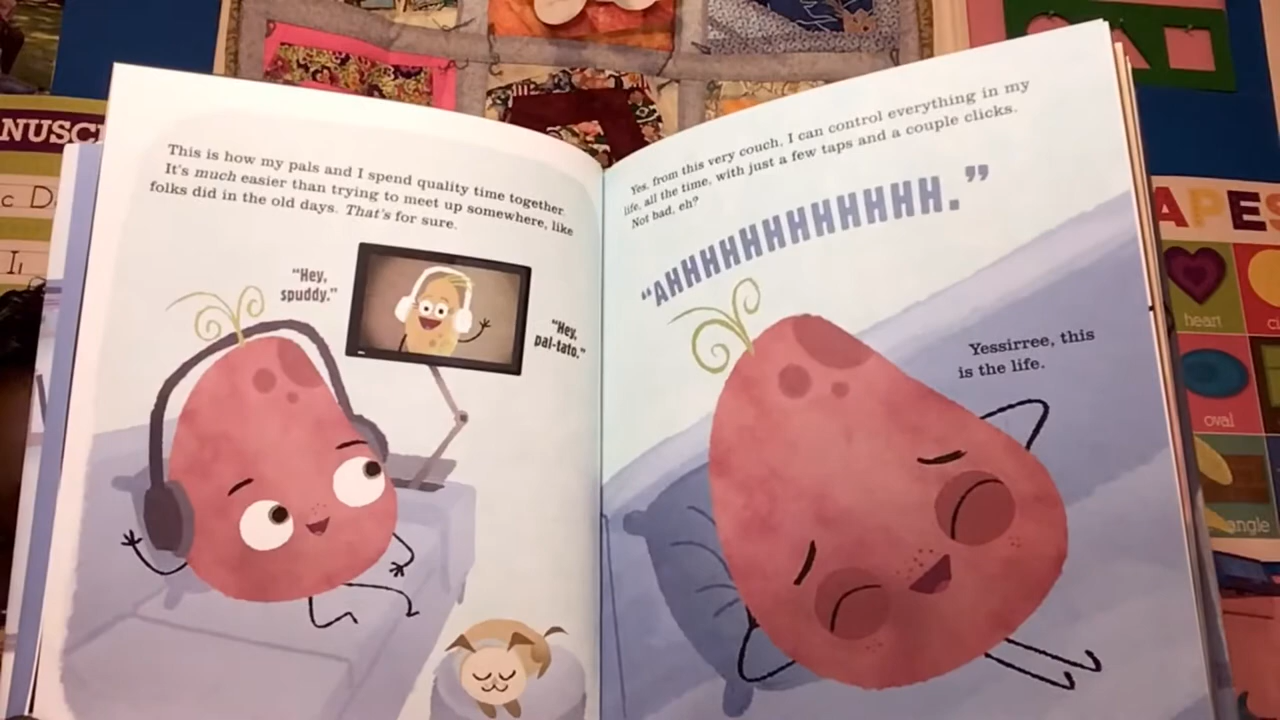 This is how my pals and I spend quality time together.
It's much easier than trying to meet up somewhere, like
folks did in the old days. That's for sure.
"Hey,
spuddy."
"Hey,
pal-tato."
Yes, from this very couch, I can control everything in my
life, all the time, with just a few taps and a couple clicks.
Not bad, eh?
"AHHHHHHHHHHHH."
Yessirree, this
is the life.
NUSC
c D
I
APES
heart
oval
angle